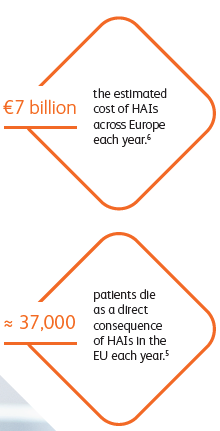 €7 billion
the estimated
cost of HAIs
across Europe
each year.⁶
≈ 37,000
patients die
as a direct
consequence
of HAIs in the
EU each year.⁵